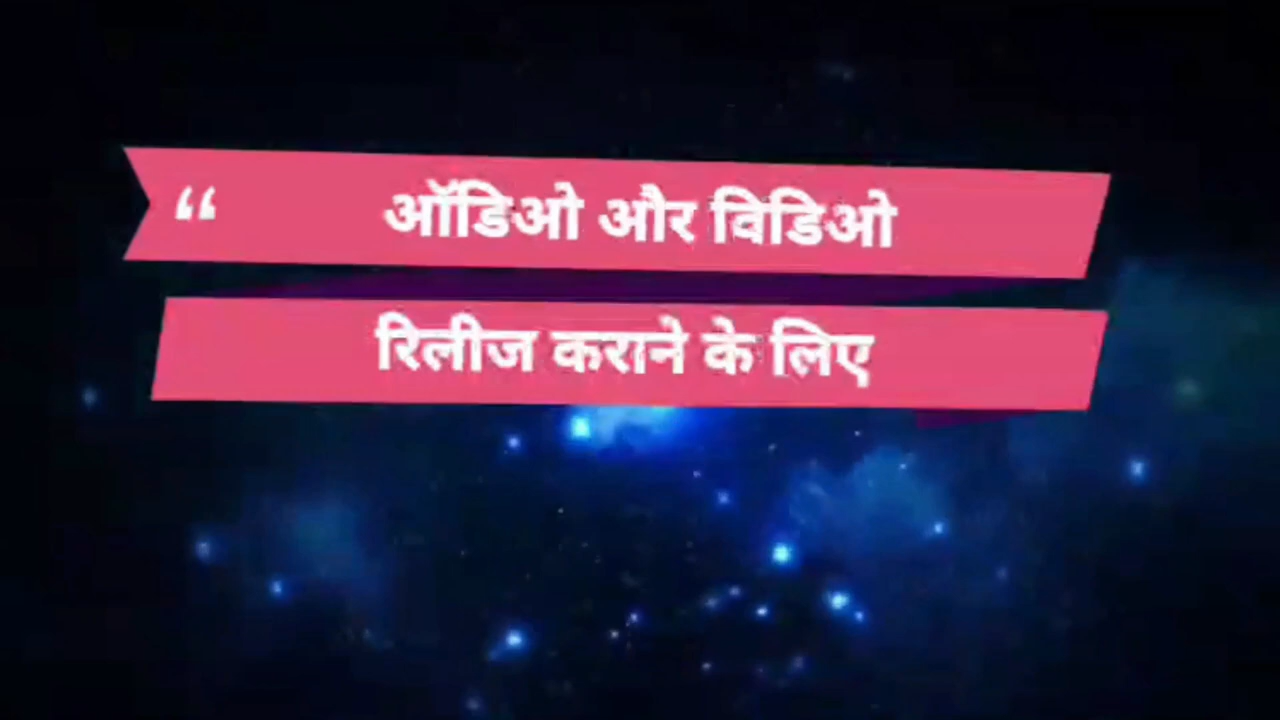 “ ऑडिओ और विडिओ
रिलीज कराने के लिए